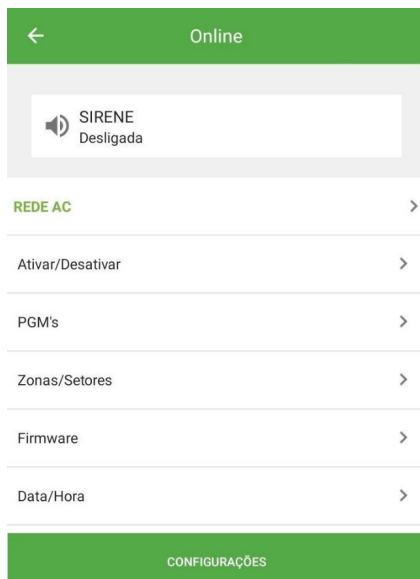 Online
SIRENE
Desligada
REDE AC
Ativar/Desativar
PGM's
Zonas/Setores
Firmware
Data/Hora
CONFIGURAÇÕES